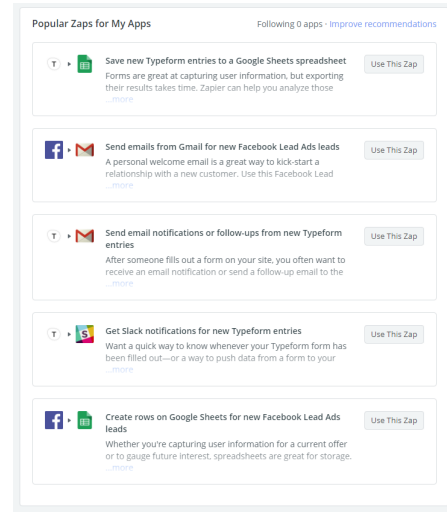 Popular Zaps for My Apps
Following 0 apps · Improve recommendations
T
Save new Typeform entries to a Google Sheets spreadsheet
Use This Zap
Forms are great at capturing user information, but exporting
their results takes time. Zapier can help you analyze those
...more
f
Send emails from Gmail for new Facebook Lead Ads leads
Use This Zap
A personal welcome email is a great way to kick-start a
relationship with a new customer. Use this Facebook Lead
...more
T
Send email notifications or follow-ups from new Typeform
entries
Use This Zap
After someone fills out a form on your site, you often want to
receive an email notification or send a follow-up email to the
...more
T
S
Get Slack notifications for new Typeform entries
Use This Zap
Want a quick way to know whenever your Typeform form has
been filled out—or a way to push data from a form to your
...more
f
Create rows on Google Sheets for new Facebook Lead Ads
leads
Use This Zap
Whether you're capturing user information for a current offer
or to gauge future interest, spreadsheets are great for storage.
...more